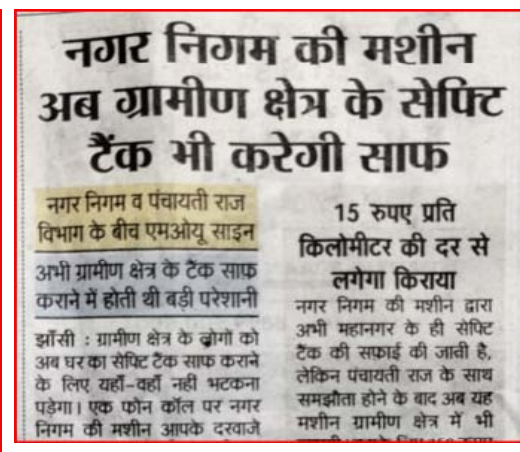 नगर निगम की मशीन
अब ग्रामीण क्षेत्र के सेफ्टि
टैंक भी करेगी साफ
नगर निगम व पंचायती राज
विभाग के बीच एमओयू साइन
अभी ग्रामीण क्षेत्र के टैंक साफ़
कराने में होती थी बड़ी परेशानी
झाँसी : ग्रामीण क्षेत्र के लोगों को
अब घर का सेफ्टि टैंक साफ कराने
के लिए यहाँ-वहाँ नहीं भटकना
पड़ेगा। एक फोन कॉल पर नगर
निगम की मशीन आपके दरवाजे
15 रुपए प्रति
किलोमीटर की दर से
लगेगा किराया
नगर निगम की मशीन द्वारा
अभी महानगर के ही सेफ्टि
टैंक की सफाई की जाती है,
लेकिन पंचायती राज के साथ
समझौता होने के बाद अब यह
मशीन ग्रामीण क्षेत्र में भी